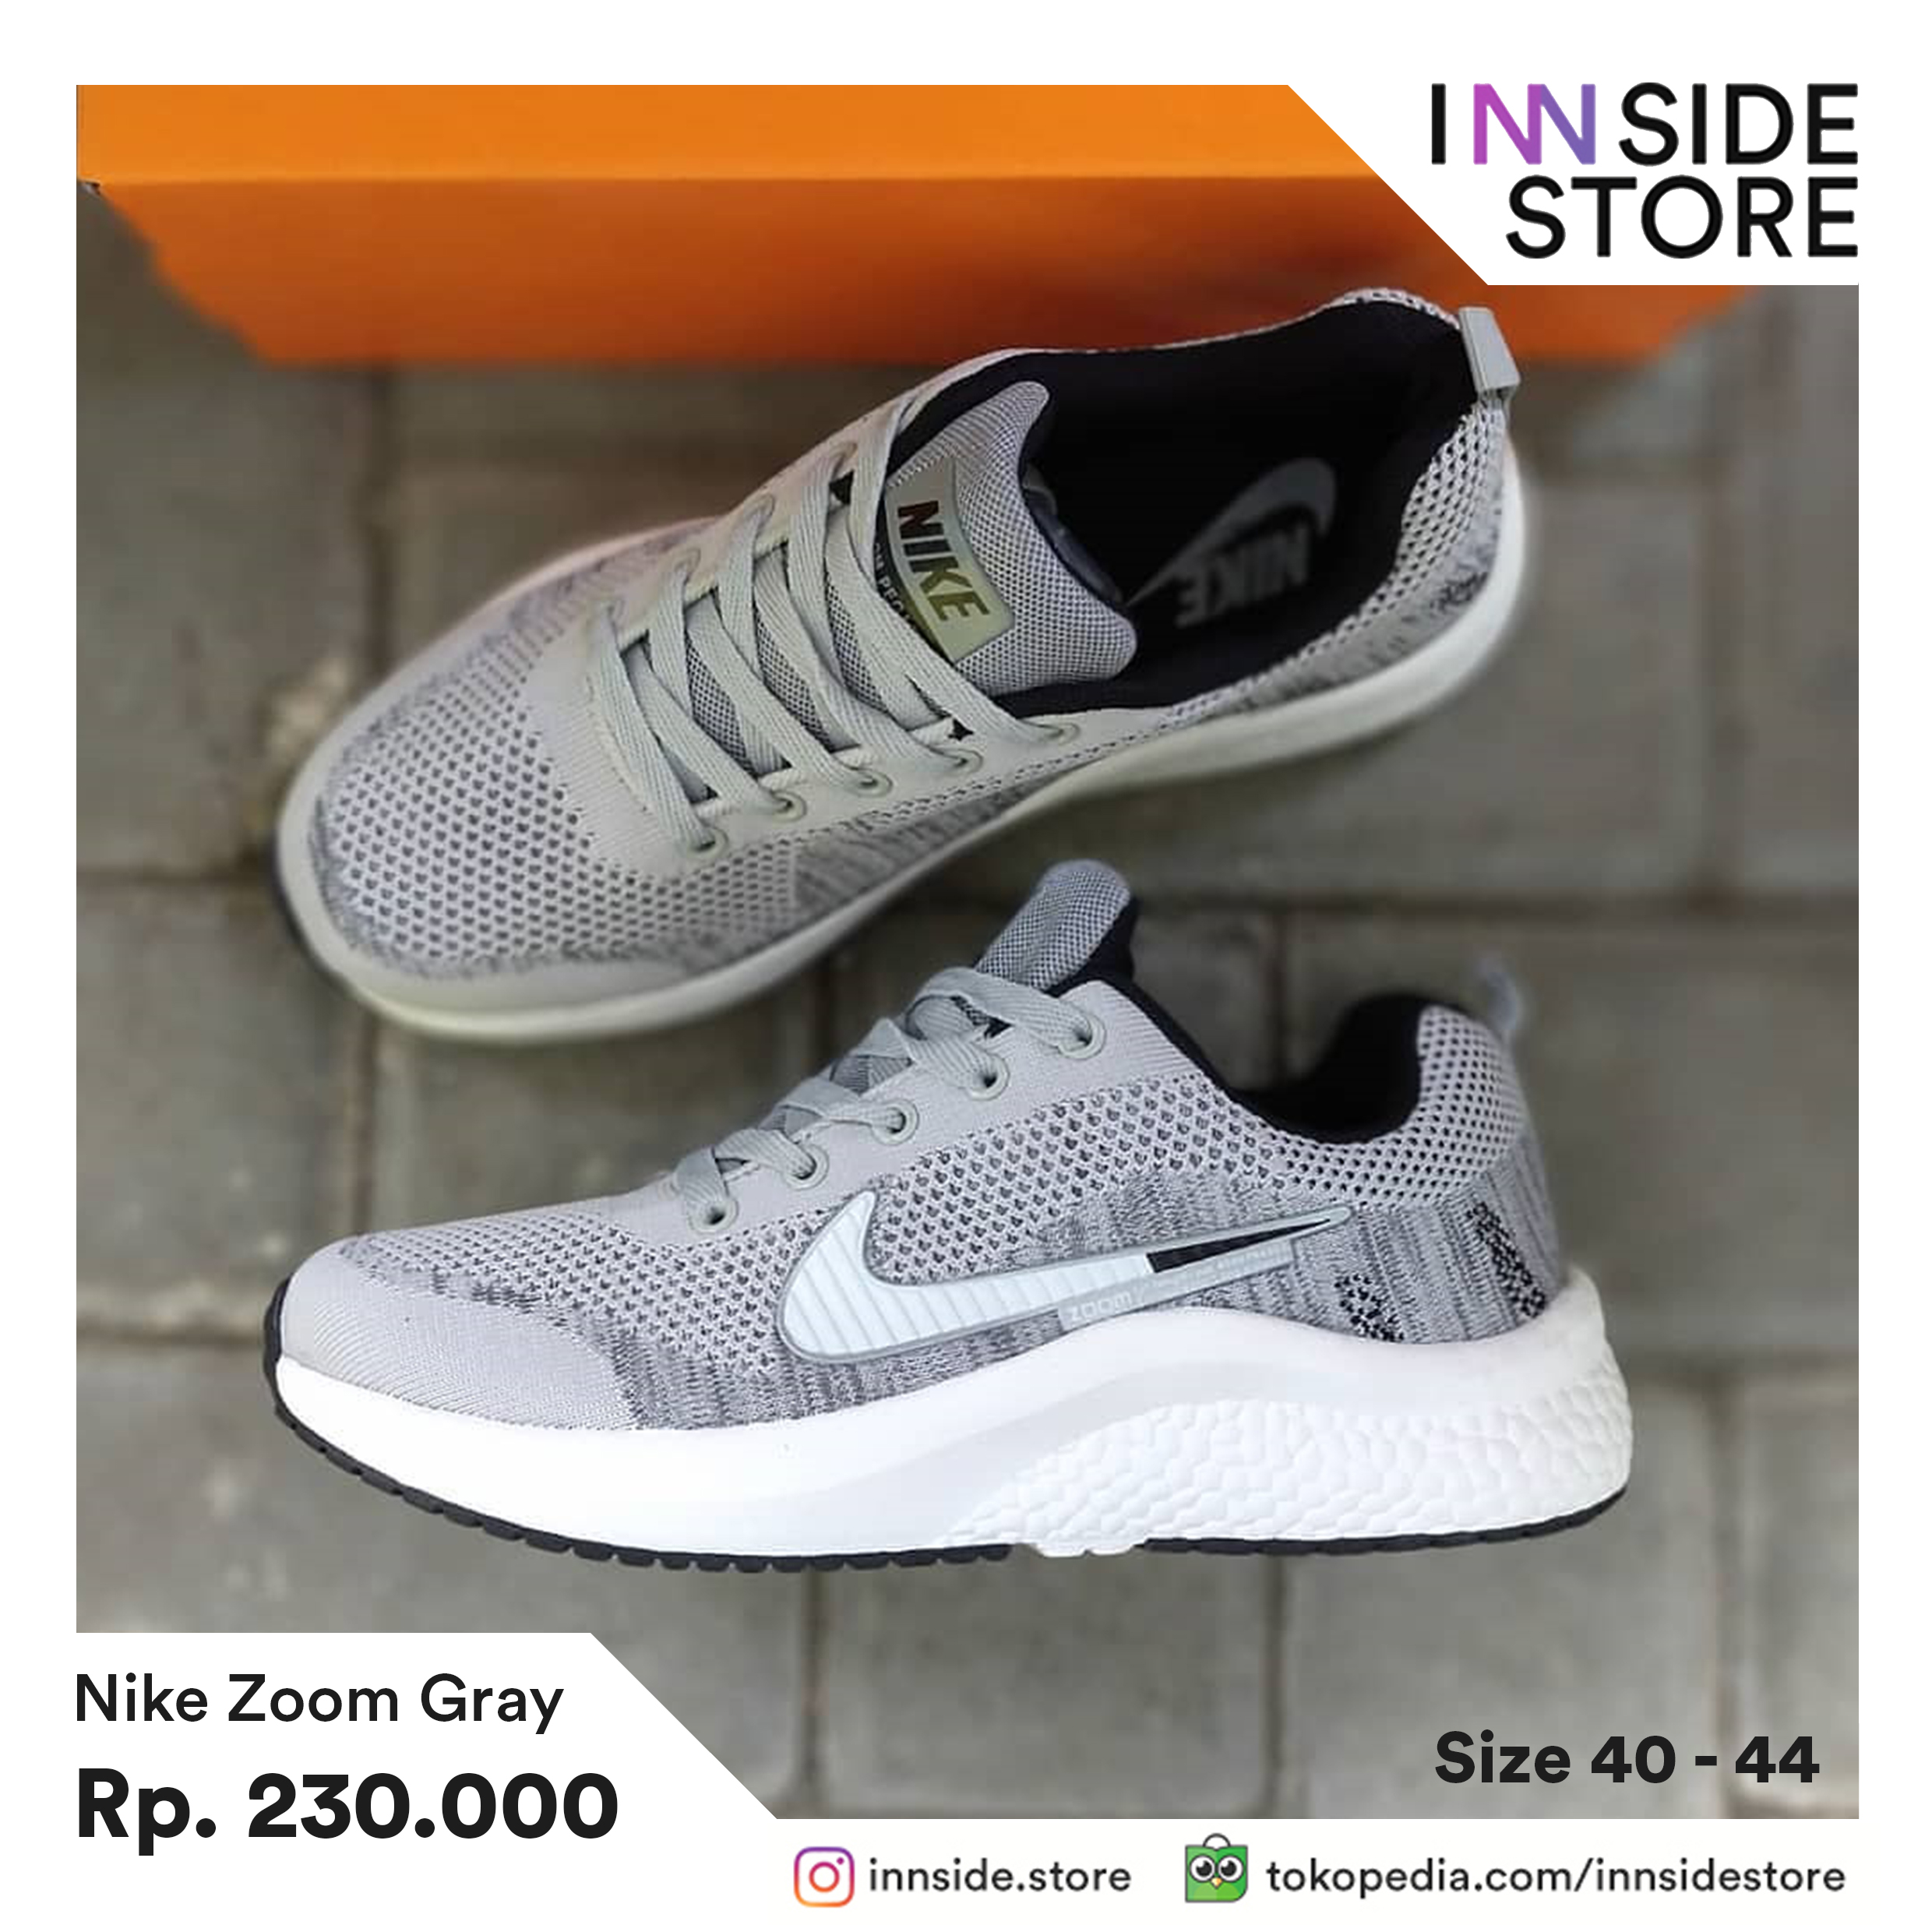 INNSIDE
STORE
NIKE
NIKE
ZOOM
Nike Zoom Gray
Rp. 230.000
Size 40 - 44
innside.store
tokopedia.com/innsidestore